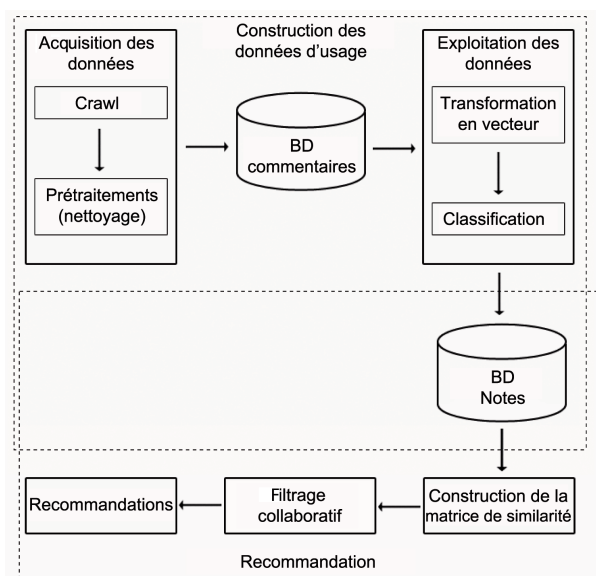 Construction des
données d'usage
Acquisition des
données
Crawl
Prétraitements
(nettoyage)
BD
commentaires
Exploitation des
données
Transformation
en vecteur
Classification
BD
Notes
Construction de la
matrice de similarité
Filtrage
collaboratif
Recommandations
Recommandation